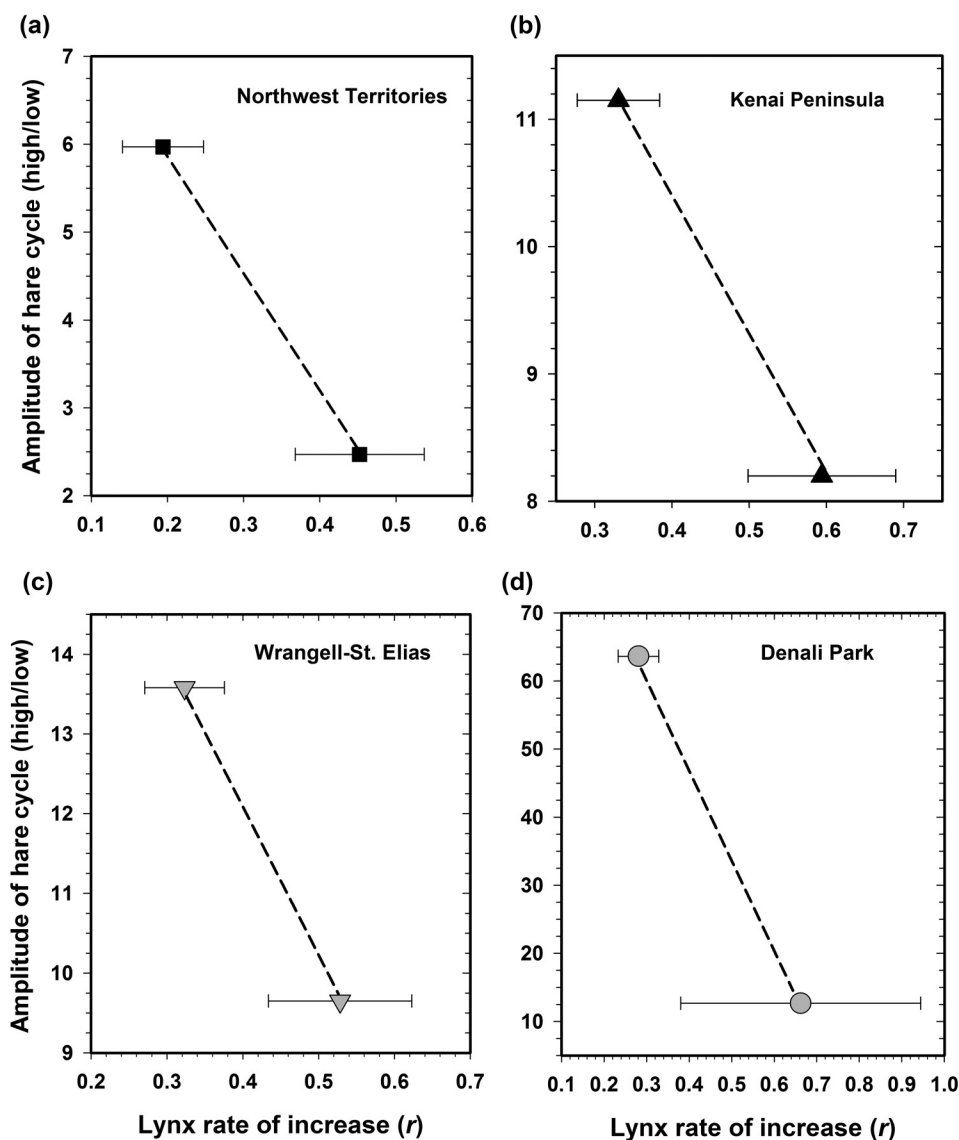 (a)
Northwest Territories
Amplitude of hare cycle (high/low)
7
6
5
4
3
2
0.1 0.2 0.3 0.4 0.5 0.6
(b)
Kenai Peninsula
11
10
9
8
0.3 0.4 0.5 0.6 0.7
(c)
Wrangell-St. Elias
Amplitude of hare cycle (high/low)
14
13
12
11
10
9
0.2 0.3 0.4 0.5 0.6 0.7
Lynx rate of increase (r)
(d)
Denali Park
70
60
50
40
30
20
10
0.1 0.2 0.3 0.4 0.5 0.6 0.7 0.8 0.9 1.0
Lynx rate of increase (r)